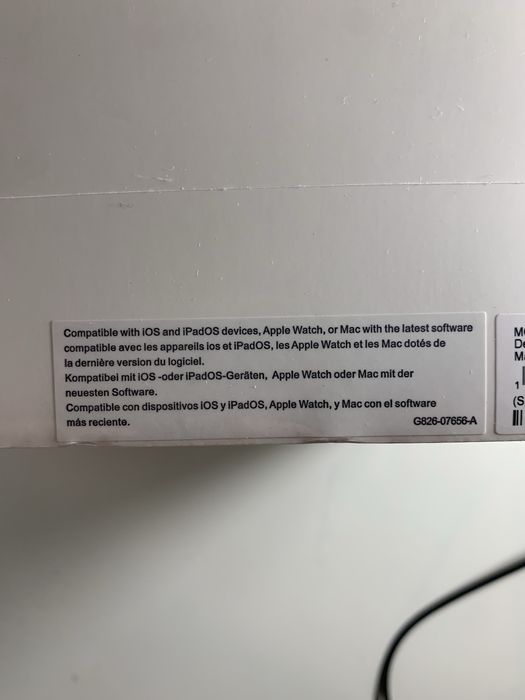 Compatible with iOS and iPadOS devices, Apple Watch, or Mac with the latest software
compatible avec les appareils ios et iPadOS, les Apple Watch et les Mac dotés de
la dernière version du logiciel.
Kompatibel mit iOS -oder iPadOS-Geräten, Apple Watch oder Mac mit der
neuesten Software.
Compatible con dispositivos iOS y iPadOS, Apple Watch, y Mac con el software
más reciente.
G826-07656-A